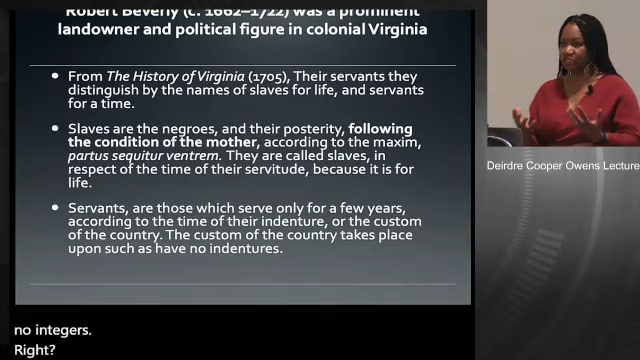 Robert Beverly (c. 1662–1722) was a prominent
landowner and political figure in colonial Virginia
• From The History of Virginia (1705), Their servants they
distinguish by the names of slaves for life, and servants
for a time.
• Slaves are the negroes, and their posterity, following
the condition of the mother, according to the maxim,
partus sequitur ventrem. They are called slaves, in
respect of the time of their servitude, because it is for
life.
• Servants, are those which serve only for a few years,
according to the time of their indenture, or the custom
of the country. The custom of the country takes place
upon such as have no indentures.
Deirdre Cooper Owens Lecture
no integers.
Right?